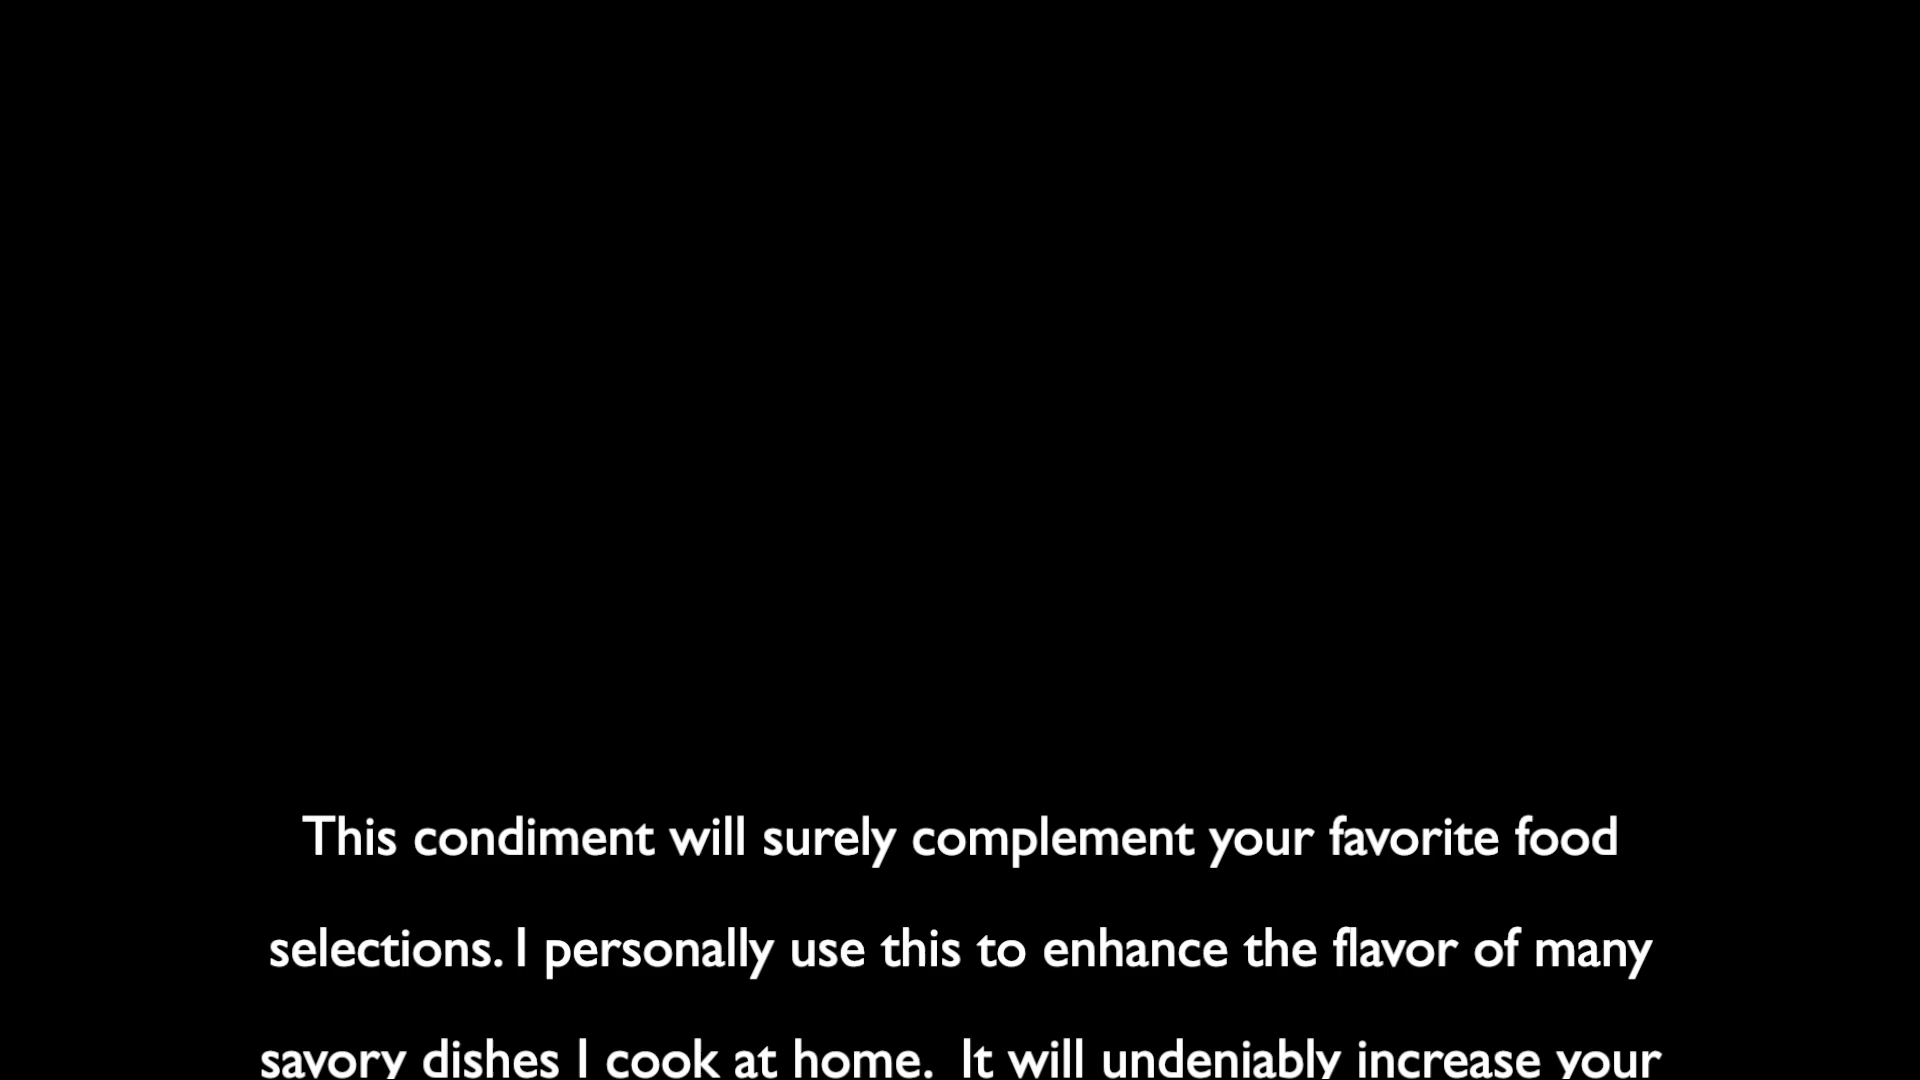 This condiment will surely complement your favorite food
selections. I personally use this to enhance the flavor of many
savory dishes I cook at home.  It will undeniably increase your